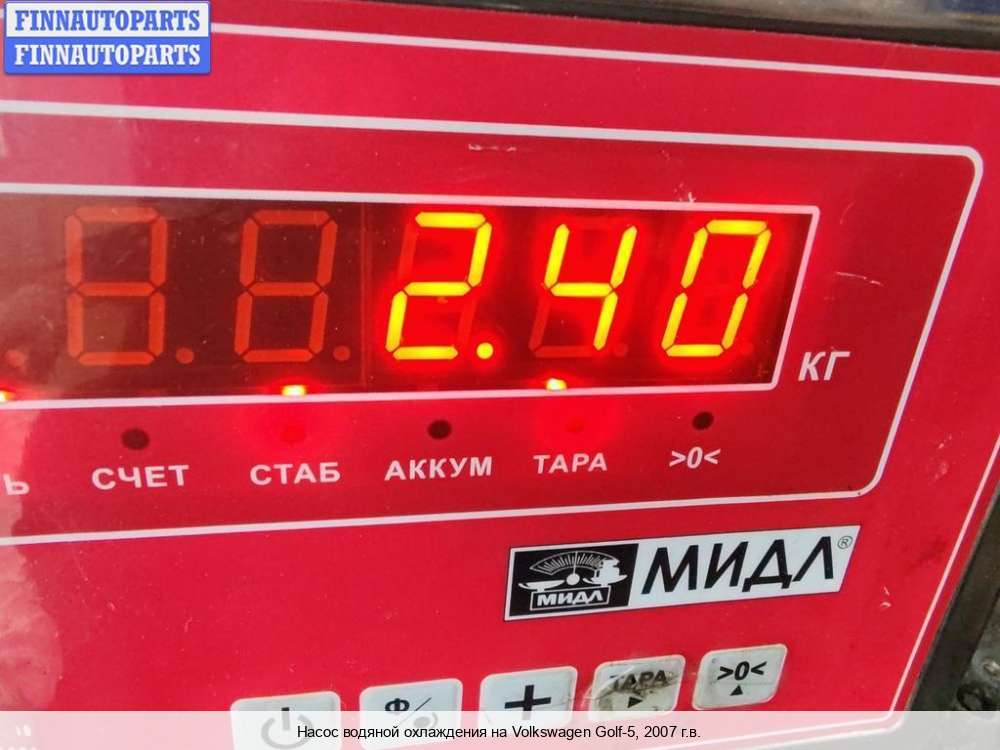 FINNAUTOPARTS
FINNAUTOPARTS
2.40
КГ
СЧЕТ СТАБ АККУМ ТАРА >0<
МИДЛ МИДЛ®
Ф + ТАРА >0<
Насос водяной охлаждения на Volkswagen Golf-5, 2007 г.в.